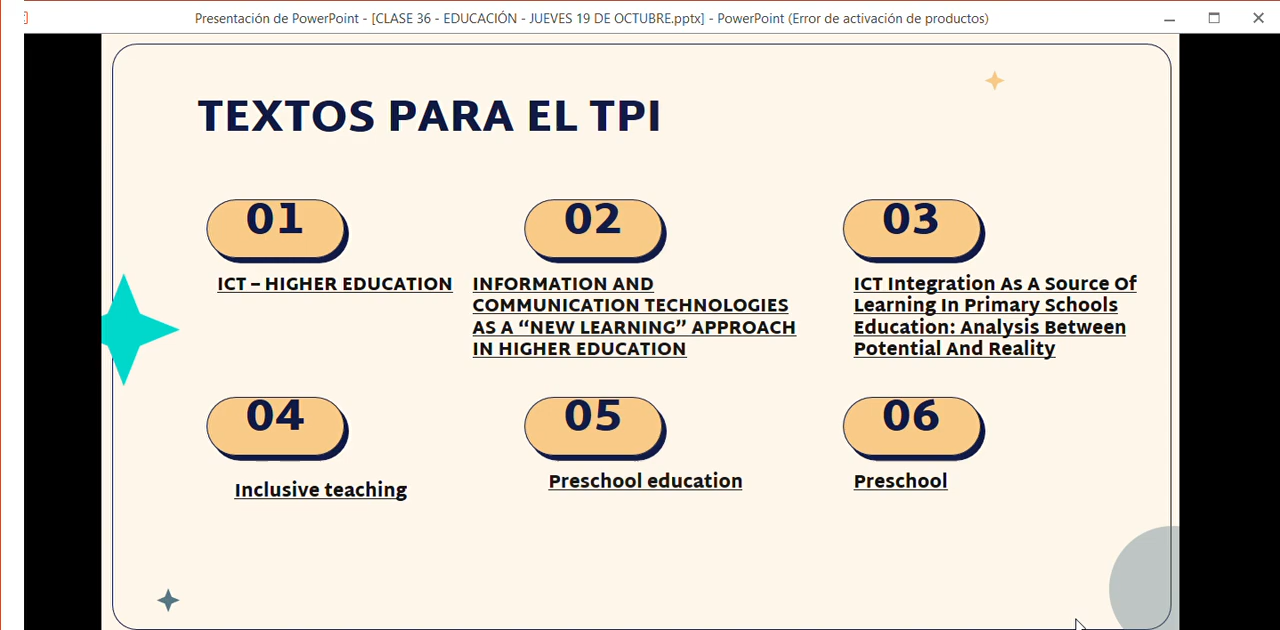 Presentación de PowerPoint - [CLASE 36 - EDUCACIÓN - JUEVES 19 DE OCTUBRE.pptx] - PowerPoint (Error de activación de productos)
TEXTOS PARA EL TPI
01
ICT – HIGHER EDUCATION
02
INFORMATION AND
COMMUNICATION TECHNOLOGIES
AS A “NEW LEARNING” APPROACH
IN HIGHER EDUCATION
03
ICT Integration As A Source Of
Learning In Primary Schools
Education: Analysis Between
Potential And Reality
04
Inclusive teaching
05
Preschool education
06
Preschool